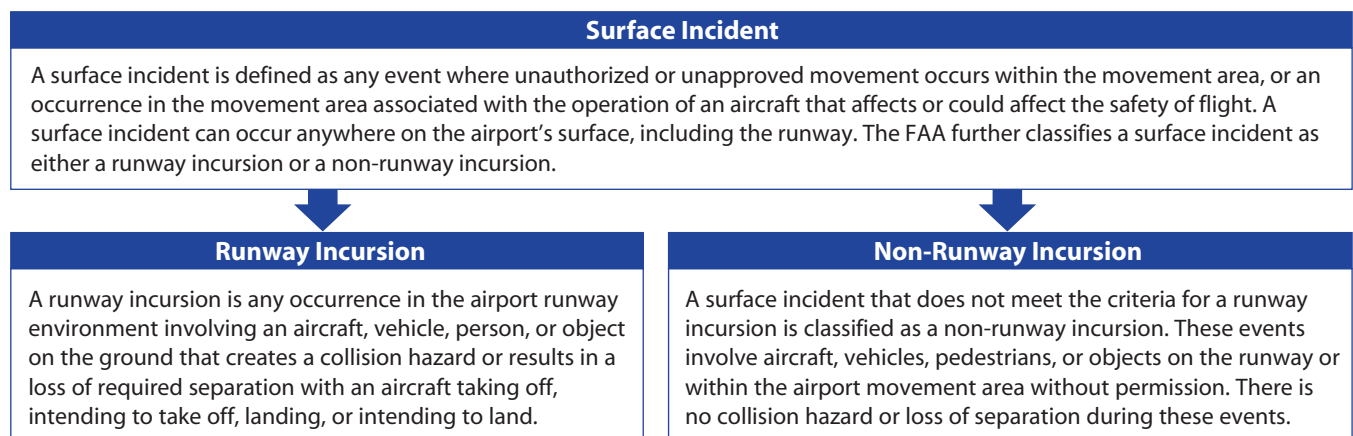 Surface Incident
A surface incident is defined as any event where unauthorized or unapproved movement occurs within the movement area, or an
occurrence in the movement area associated with the operation of an aircraft that affects or could affect the safety of flight. A
surface incident can occur anywhere on the airport's surface, including the runway. The FAA further classifies a surface incident as
either a runway incursion or a non-runway incursion.
Runway Incursion
A runway incursion is any occurrence in the airport runway
environment involving an aircraft, vehicle, person, or object
on the ground that creates a collision hazard or results in a
loss of required separation with an aircraft taking off,
intending to take off, landing, or intending to land.
Non-Runway Incursion
A surface incident that does not meet the criteria for a runway
incursion is classified as a non-runway incursion. These events
involve aircraft, vehicles, pedestrians, or objects on the runway or
within the airport movement area without permission. There is
no collision hazard or loss of separation during these events.